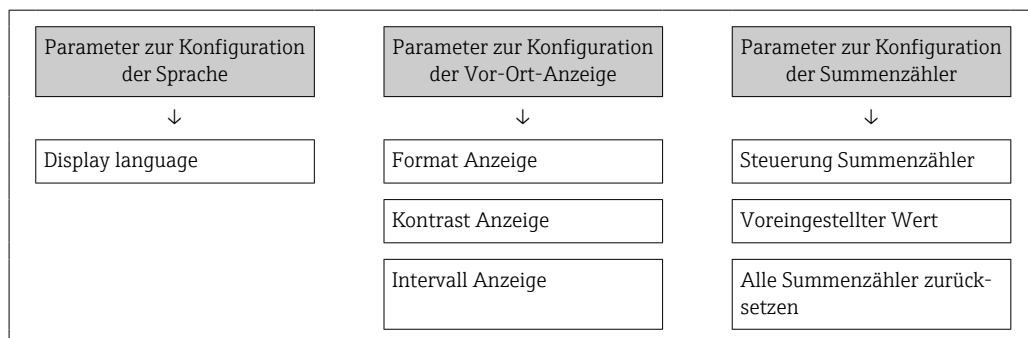 Parameter zur Konfiguration
der Sprache
↓
Display language
Parameter zur Konfiguration
der Vor-Ort-Anzeige
↓
Format Anzeige
Kontrast Anzeige
Intervall Anzeige
Parameter zur Konfiguration
der Summenzähler
↓
Steuerung Summenzähler
Voreingestellter Wert
Alle Summenzähler zurück-
setzen